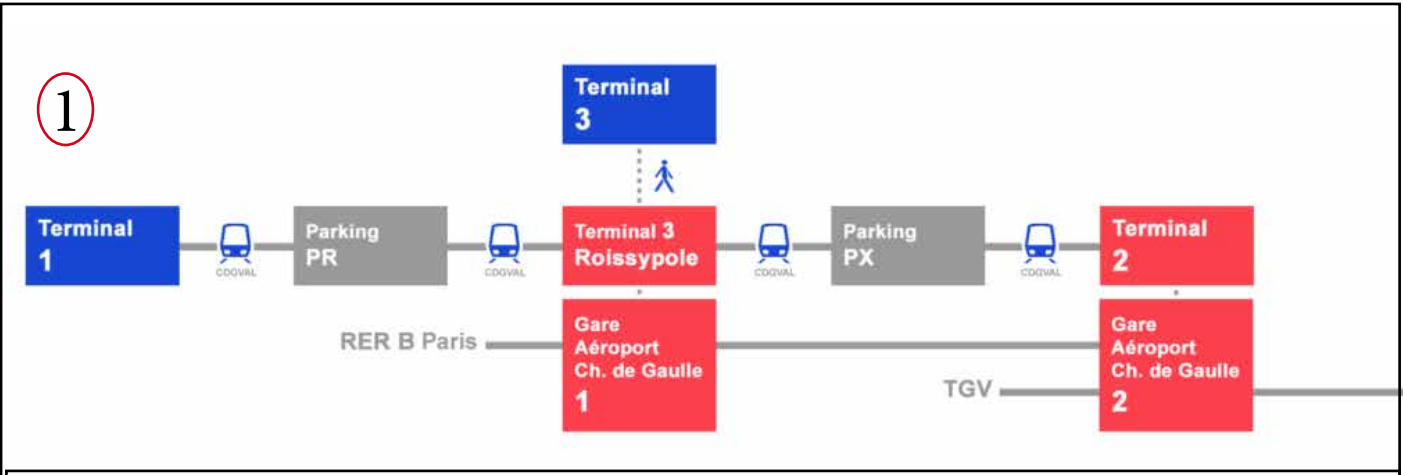 1
Terminal
3
Terminal
1
CDGVAL
Parking
PR
CDGVAL
Terminal 3
Roissypole
CDGVAL
Parking
PX
CDGVAL
Terminal
2
RER B Paris
Gare
Aéroport
Ch. de Gaulle
1
TGV
Gare
Aéroport
Ch. de Gaulle
2